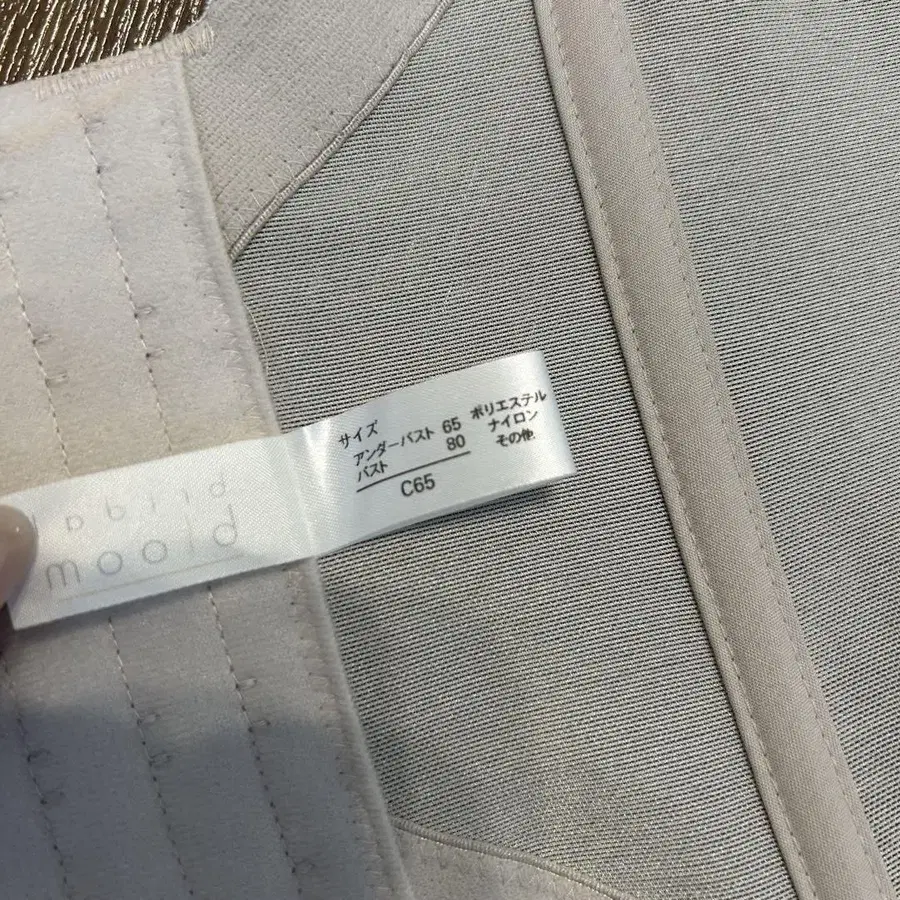 サイズ
アンダーバスト 65
バスト 80
C65
ポリエステル
ナイロン
その他